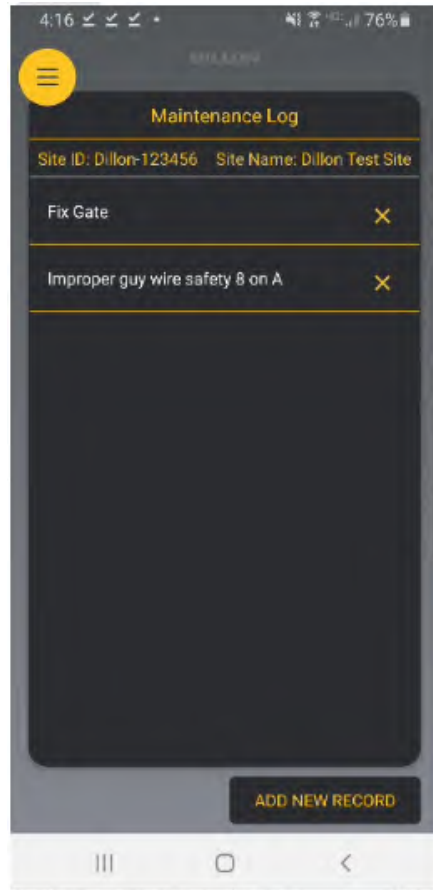 4:16 76%
DILLON
Maintenance Log
Site ID: Dillon-123456 Site Name: Dillon Test Site
Fix Gate
Improper guy wire safety 8 on A
ADD NEW RECORD